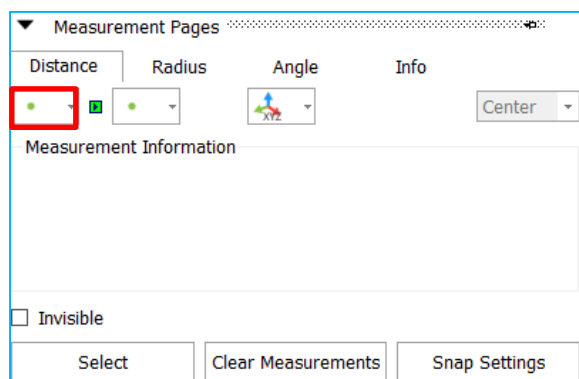 Measurement Pages
Distance Radius Angle Info
XYZ Center
Measurement Information
Invisible
Select Clear Measurements Snap Settings